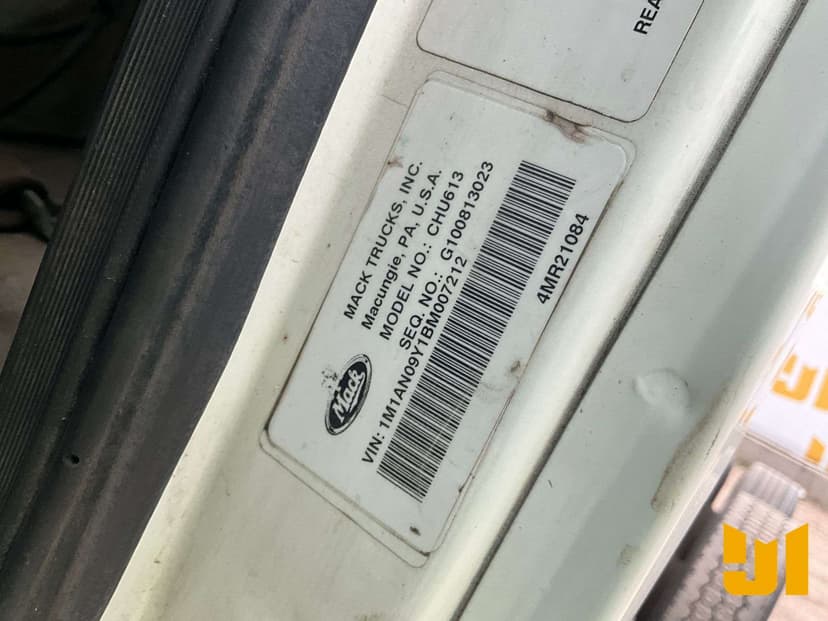 REA
MACK TRUCKS, INC.
Macungie, PA, U.S.A.
MODEL NO.: CHU613
SEQ. NO.: G100813023
Mack
VIN: 1M1AN09Y1BM007212
4MR21084